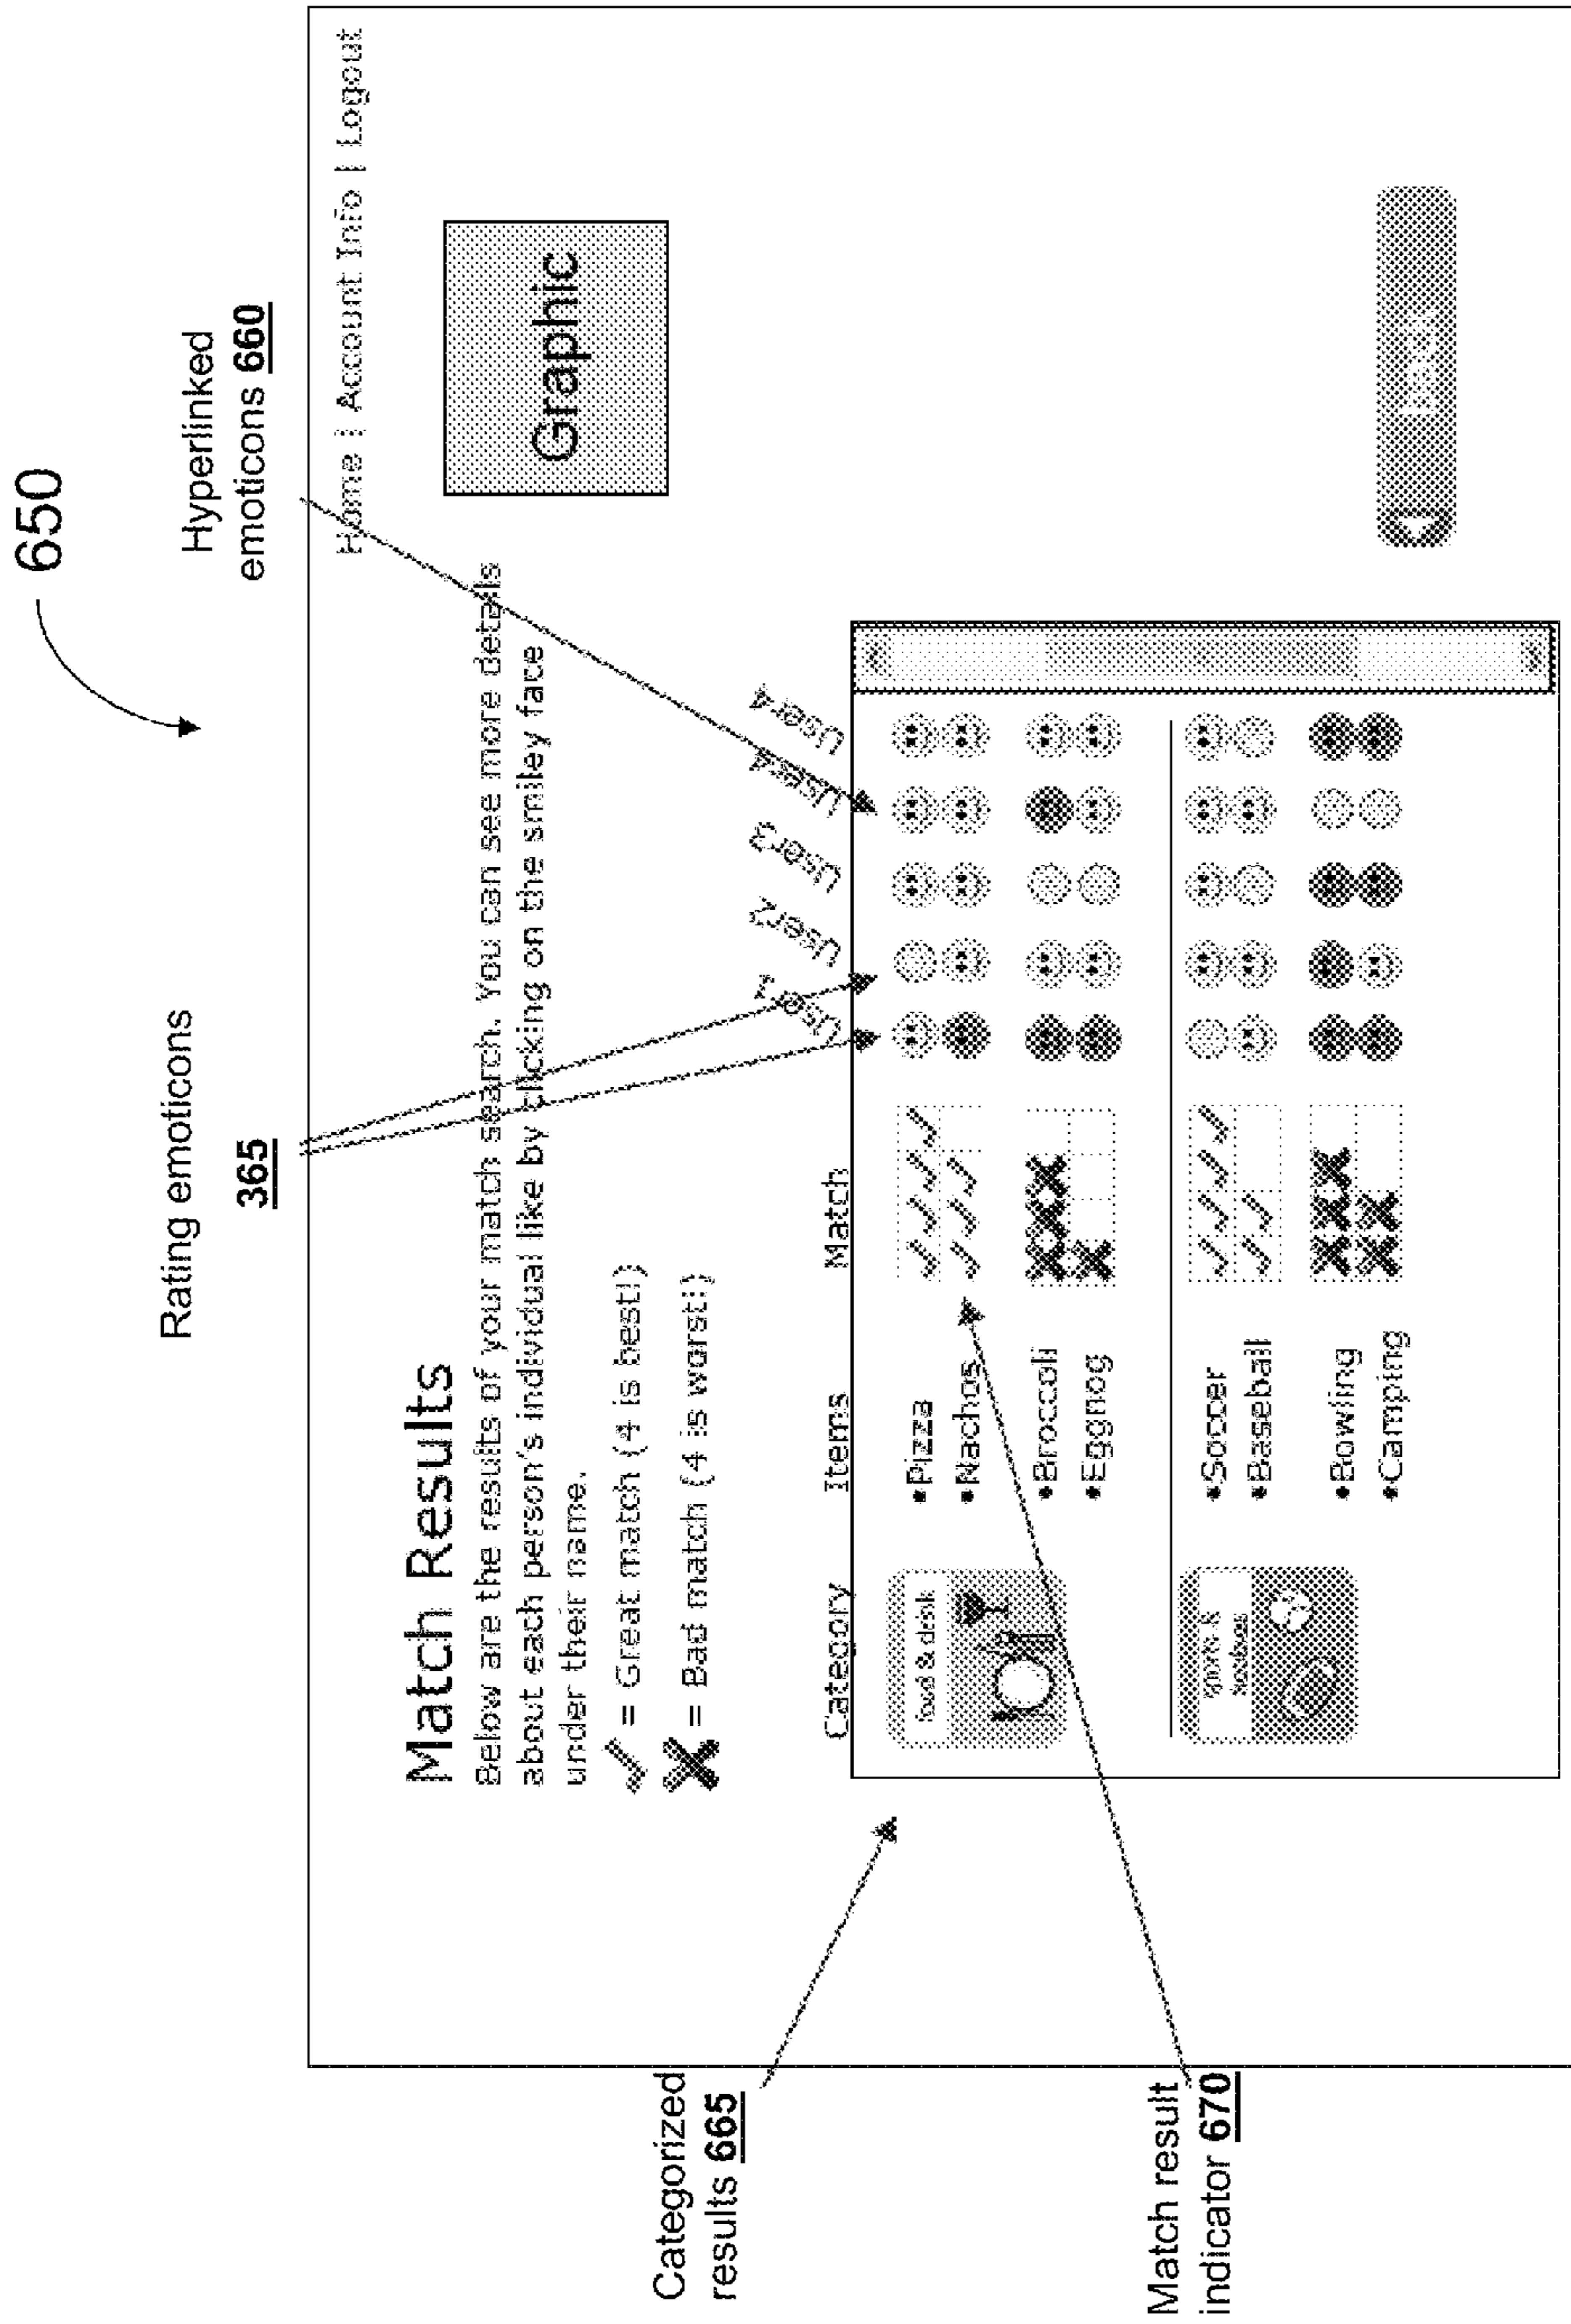 650
Hyperlinked
emoticons 660
Rating emoticons
365
Home | Account Info | Logout
Match Results
Below are the results of your match search. You can see more details
about each person's individual like by clicking on the smiley face
under their name.
= Great match (4 is best!)
= Bad match (4 is worst!)
Graphic
Category
Items
Match
User1
User2
User3
User4
User4
food & drink
•Pizza
•Nachos
•Broccoli
•Eggnog
sports &
•Soccer
•Baseball
•Bowling
•Camping
Categorized
results 665
Match result
indicator 670